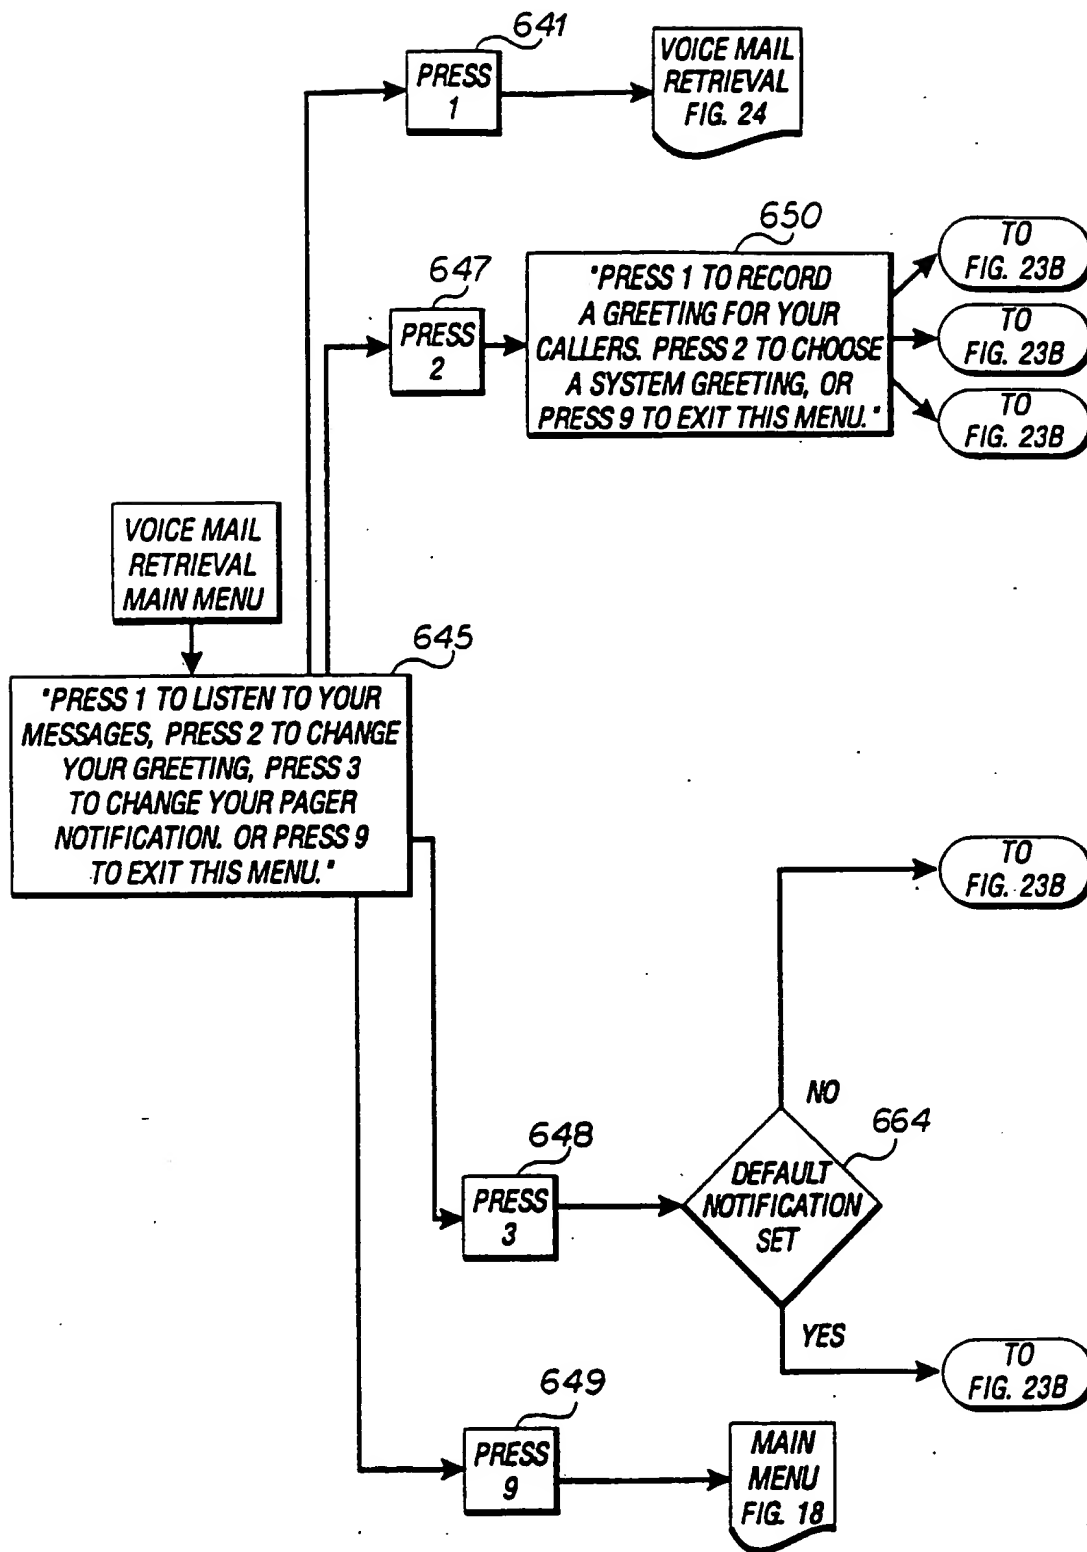 641
PRESS
1
VOICE MAIL
RETRIEVAL
FIG. 24
650
647
PRESS
2
"PRESS 1 TO RECORD
A GREETING FOR YOUR
CALLERS. PRESS 2 TO CHOOSE
A SYSTEM GREETING, OR
PRESS 9 TO EXIT THIS MENU."
TO
FIG. 23B
TO
FIG. 23B
TO
FIG. 23B
VOICE MAIL
RETRIEVAL
MAIN MENU
645
"PRESS 1 TO LISTEN TO YOUR
MESSAGES, PRESS 2 TO CHANGE
YOUR GREETING, PRESS 3
TO CHANGE YOUR PAGER
NOTIFICATION. OR PRESS 9
TO EXIT THIS MENU."
TO
FIG. 23B
NO
664
648
PRESS
3
DEFAULT
NOTIFICATION
SET
YES
TO
FIG. 23B
649
PRESS
9
MAIN
MENU
FIG. 18